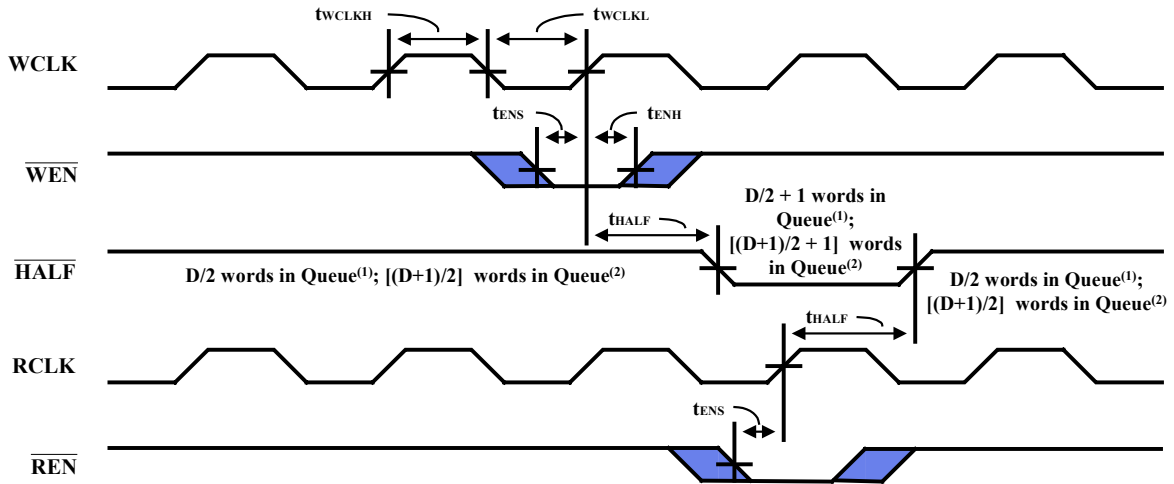 tWCLKH
tWCLKL
WCLK
tENS
tENH
WEN
D/2 + 1 words in
Queue(1);
[(D+1)/2 + 1] words
in Queue(2)
tHALF
HALF
D/2 words in Queue(1); [(D+1)/2] words in Queue(2)
D/2 words in Queue(1);
[(D+1)/2] words in Queue(2)
tHALF
RCLK
tENS
REN